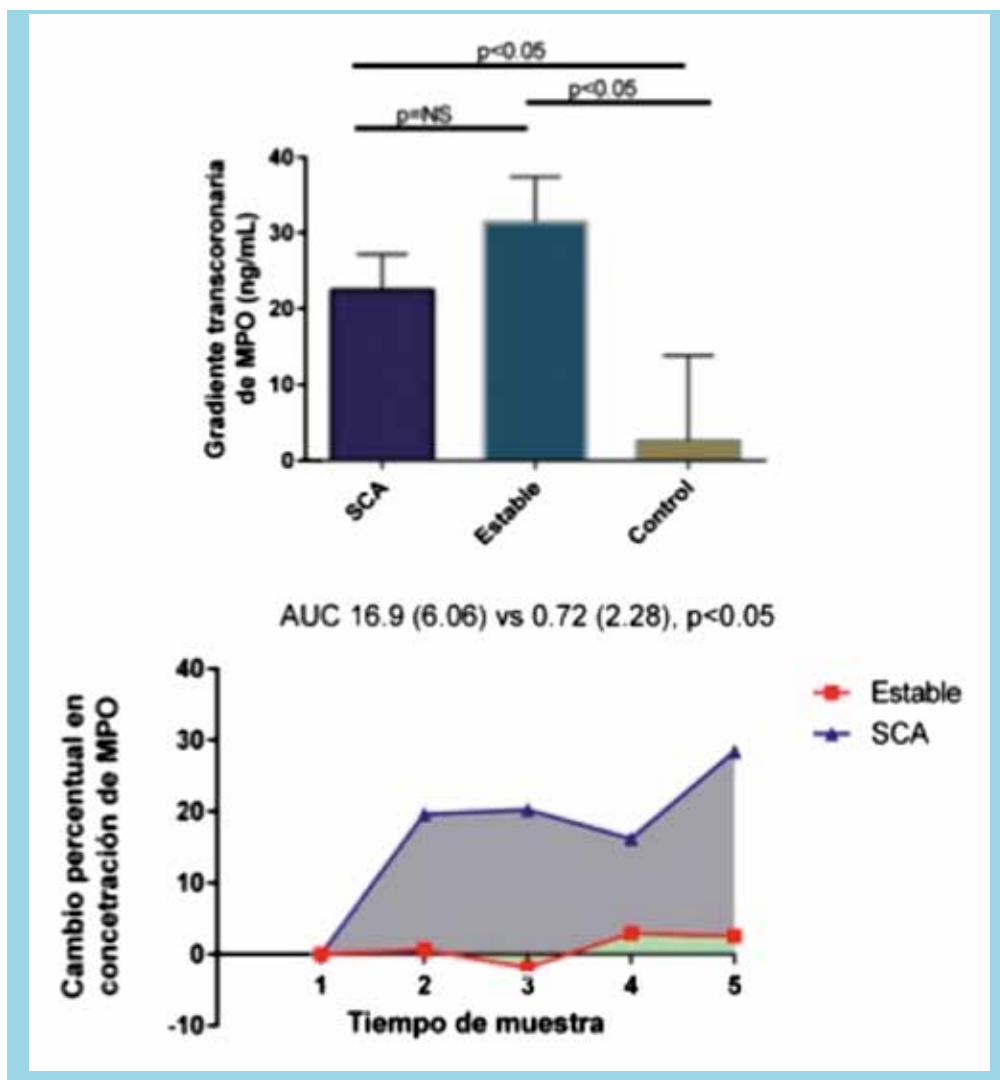 p<0.05
p<0.05
p=NS
Gradiente transcoronaria
de MPO (ng/mL)
40
30
20
10
0
SCA
Estable
Control
AUC 16.9 (6.06) vs 0.72 (2.28), p<0.05
Cambio percentual en
concetración de MPO
40
30
20
10
0
-10
1 2 3 4 5
Tiempo de muestra
Estable
SCA